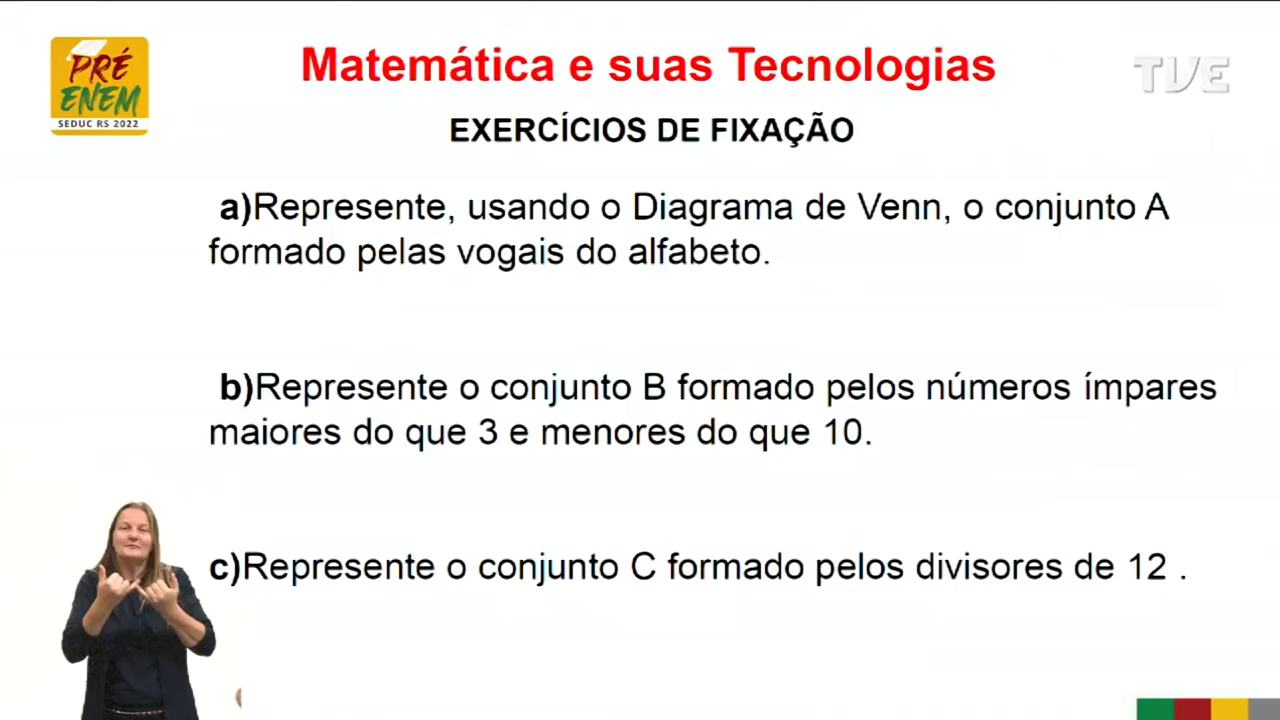 PRÉ
ENEM
SEDUC RS 2022
Matemática e suas Tecnologias
TVE
EXERCÍCIOS DE FIXAÇÃO
a)Represente, usando o Diagrama de Venn, o conjunto A
formado pelas vogais do alfabeto.
b)Represente o conjunto B formado pelos números ímpares
maiores do que 3 e menores do que 10.
c)Represente o conjunto C formado pelos divisores de 12 .